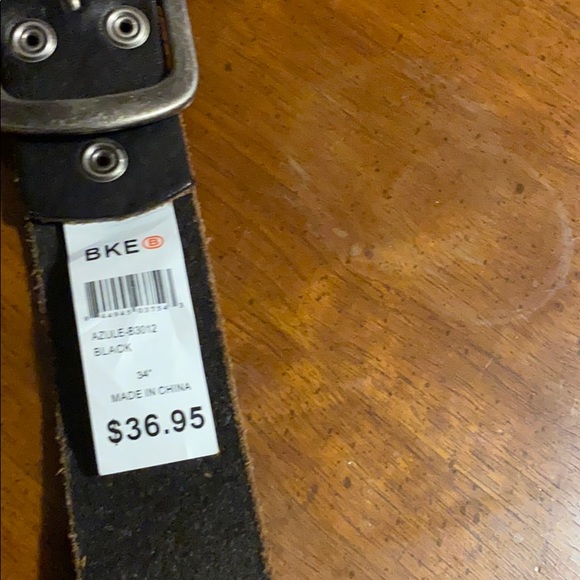 BKE B
AZULE-B3012
BLACK
34"
MADE IN CHINA
$36.95